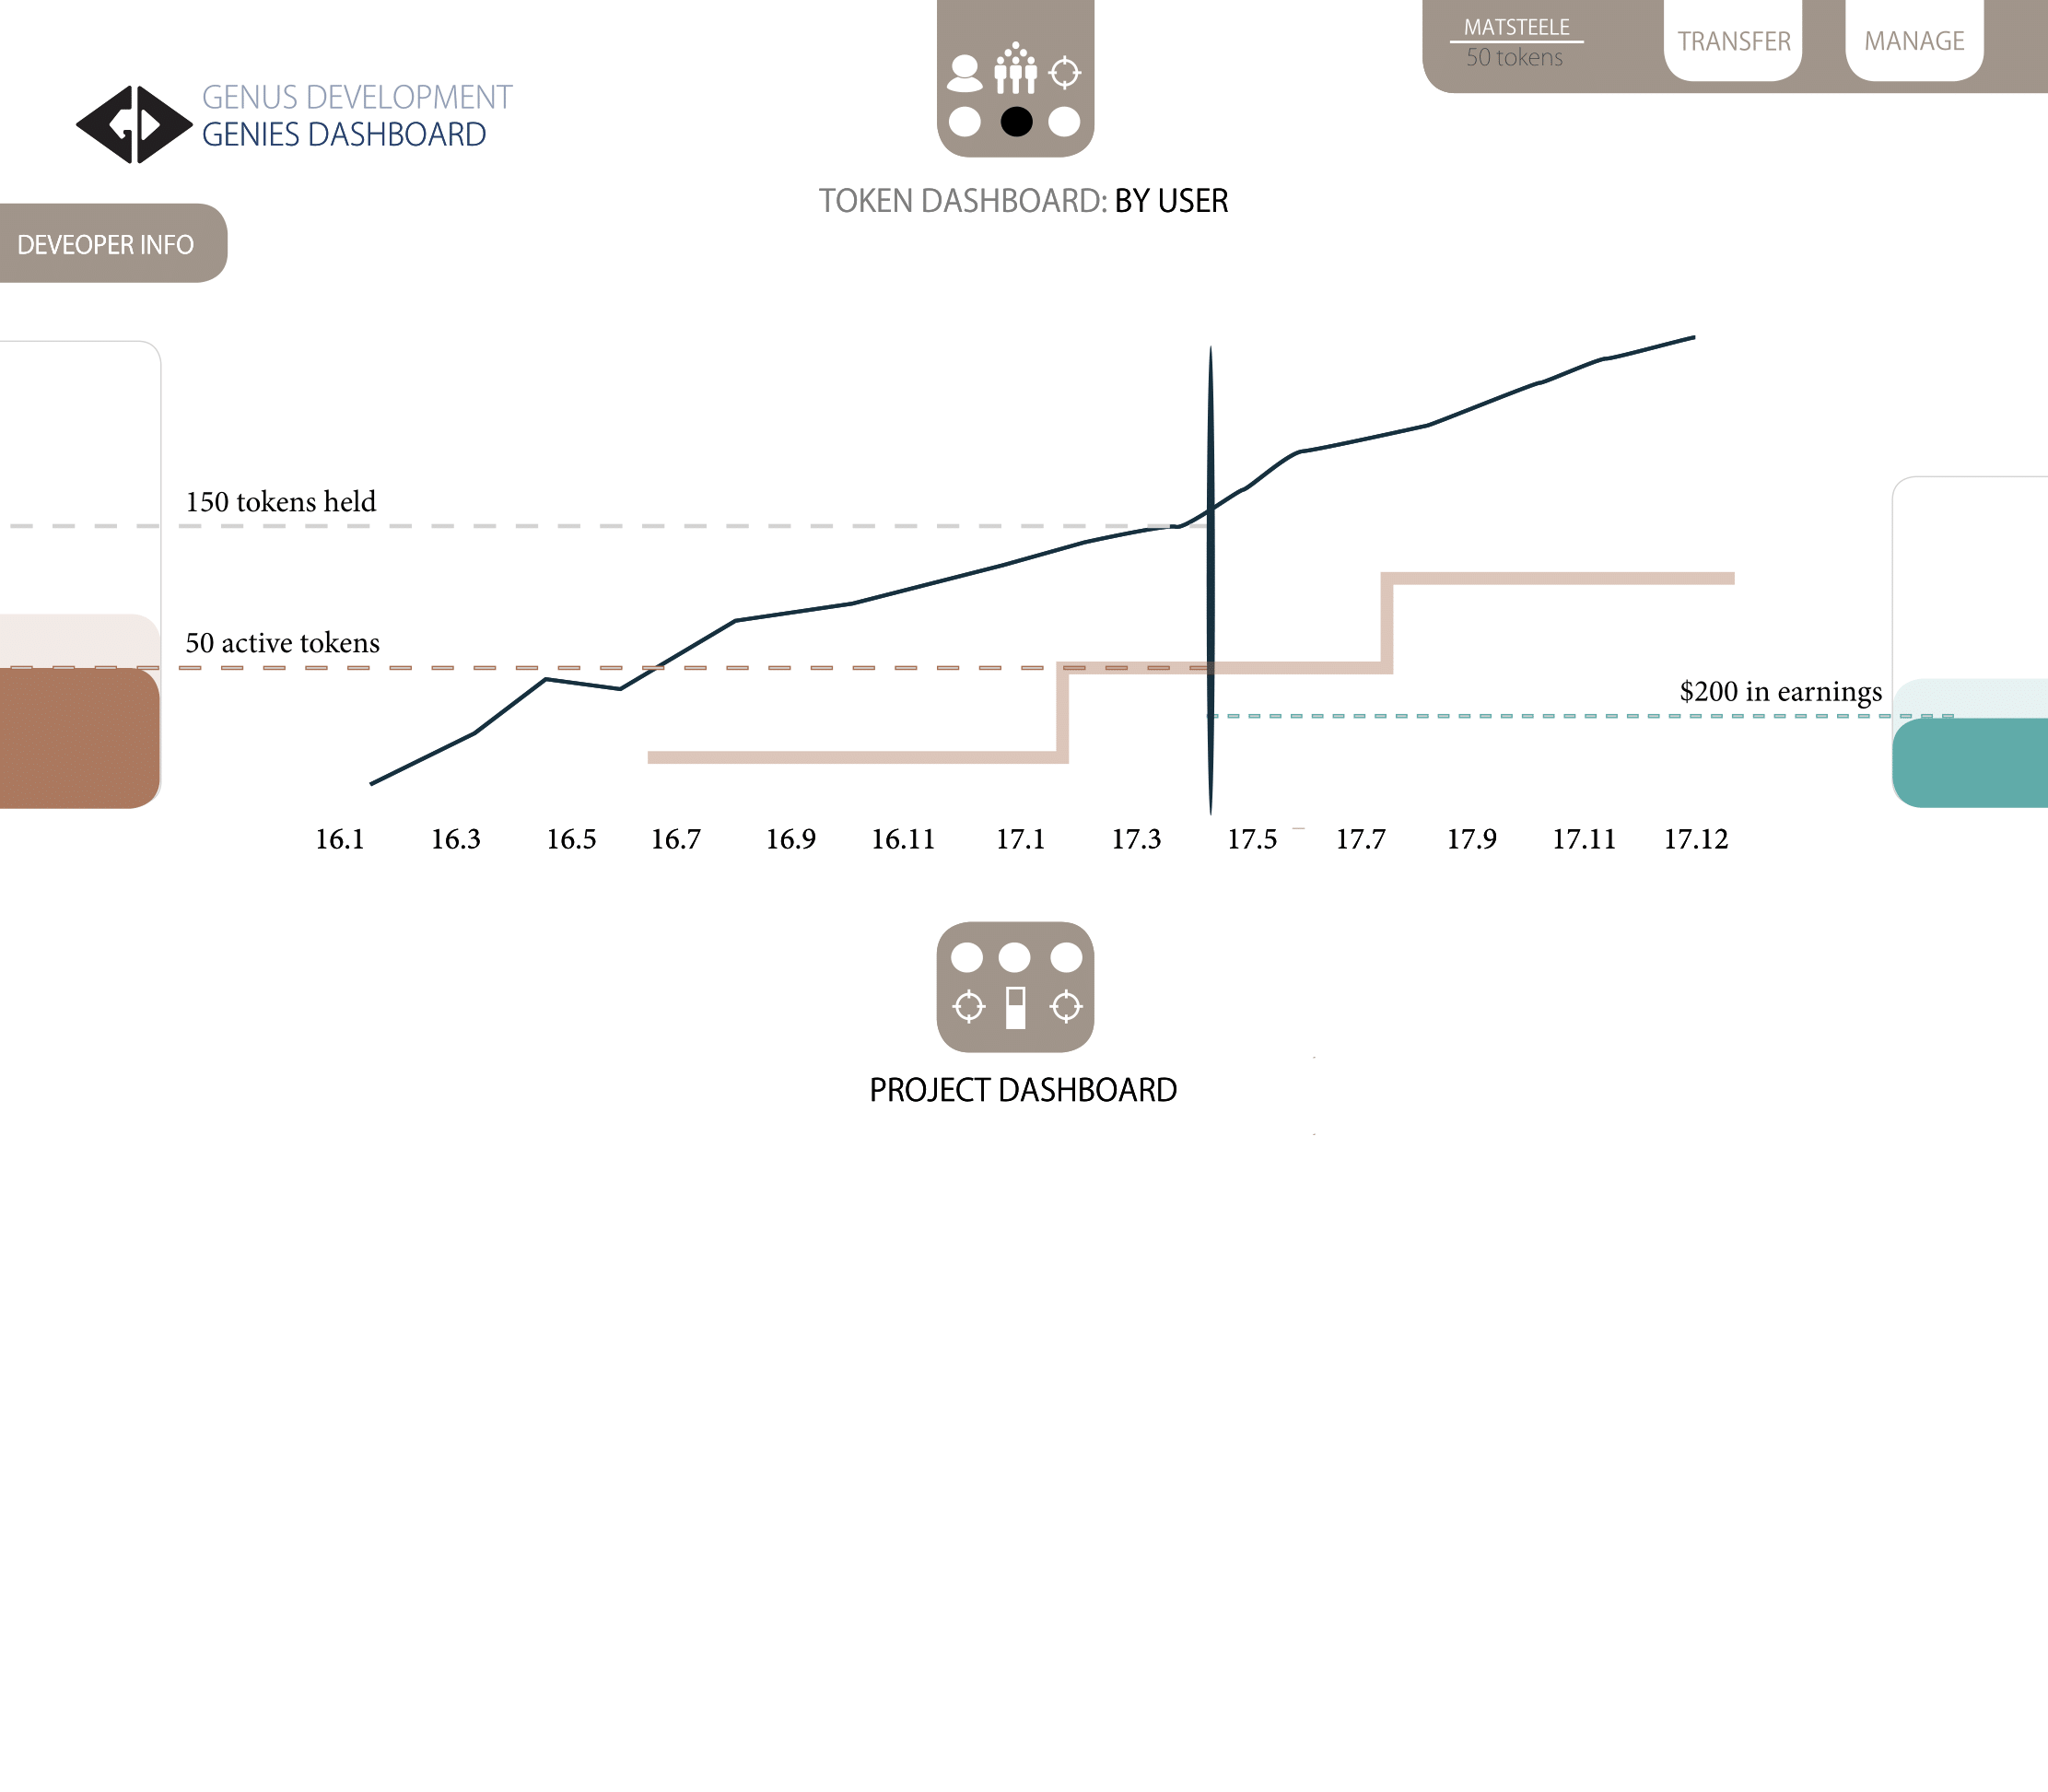 MATSTEELE
50 tokens
TRANSFER
MANAGE
GENUS DEVELOPMENT
GENIES DASHBOARD
TOKEN DASHBOARD: BY USER
DEVEOPER INFO
150 tokens held
50 active tokens
$200 in earnings
16.1 16.3 16.5 16.7 16.9 16.11 17.1 17.3 17.5 17.7 17.9 17.11 17.12
PROJECT DASHBOARD